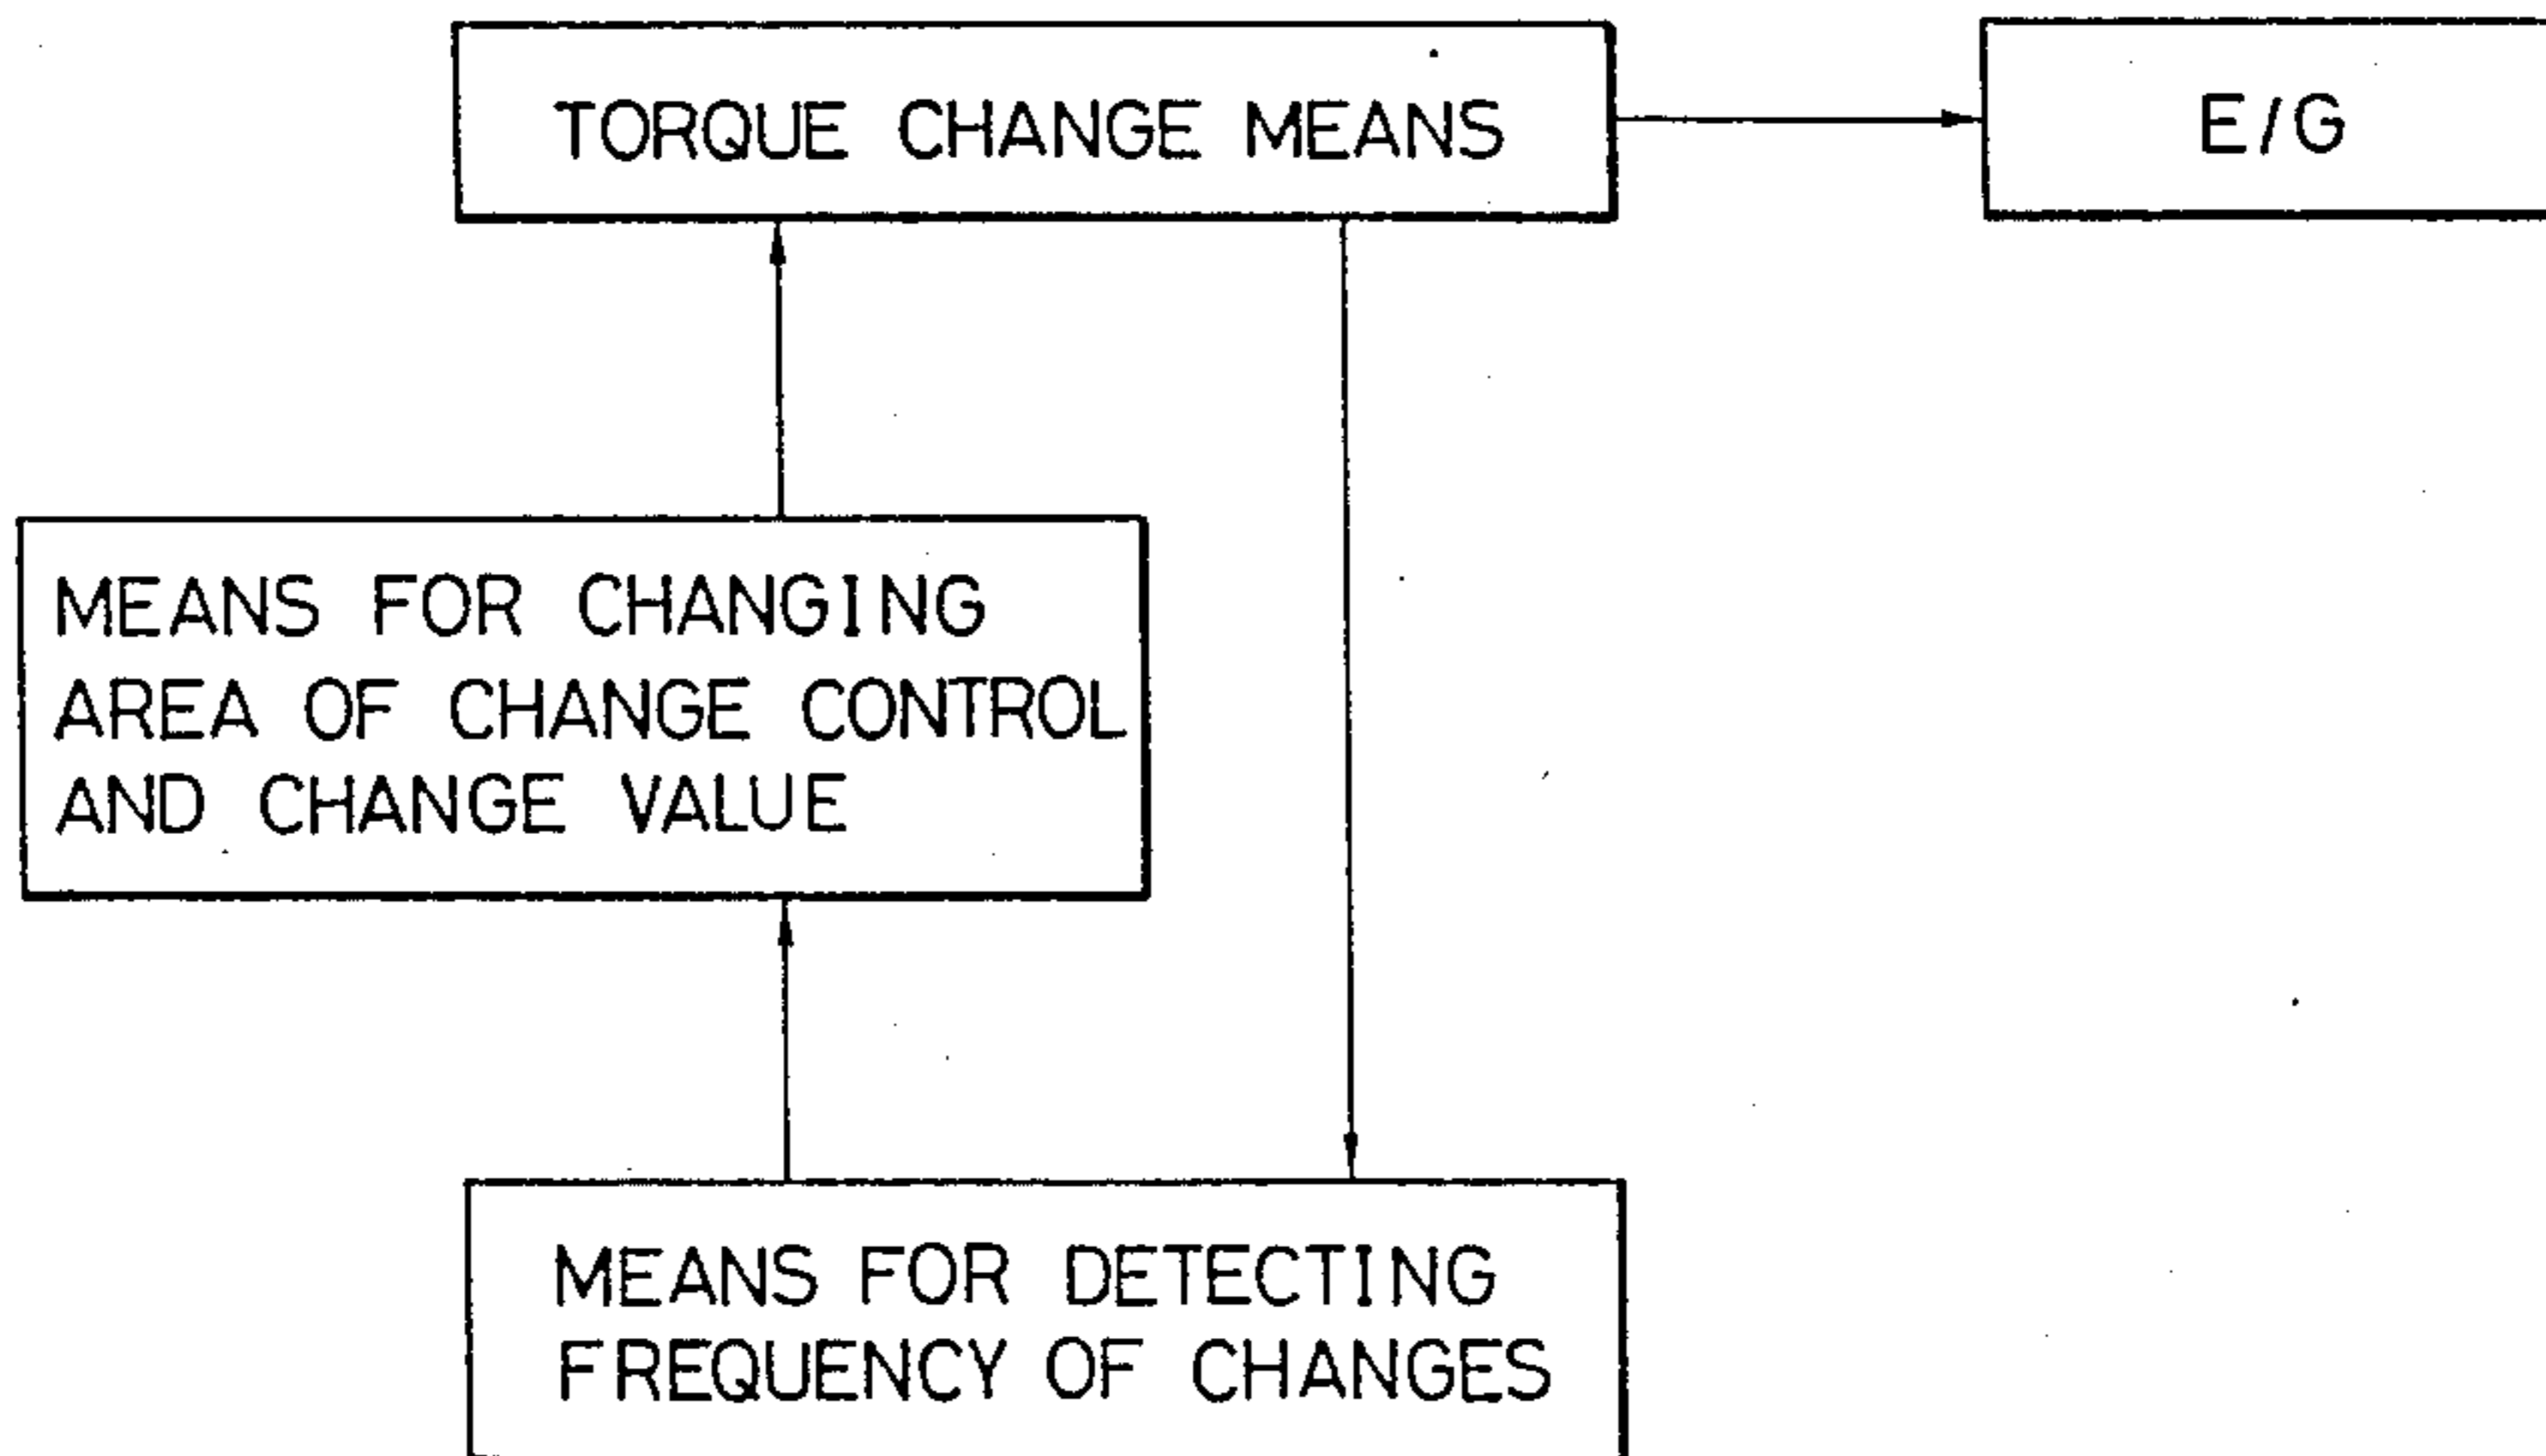 TORQUE CHANGE MEANS
E/G
MEANS FOR CHANGING
AREA OF CHANGE CONTROL
AND CHANGE VALUE
MEANS FOR DETECTING
FREQUENCY OF CHANGES